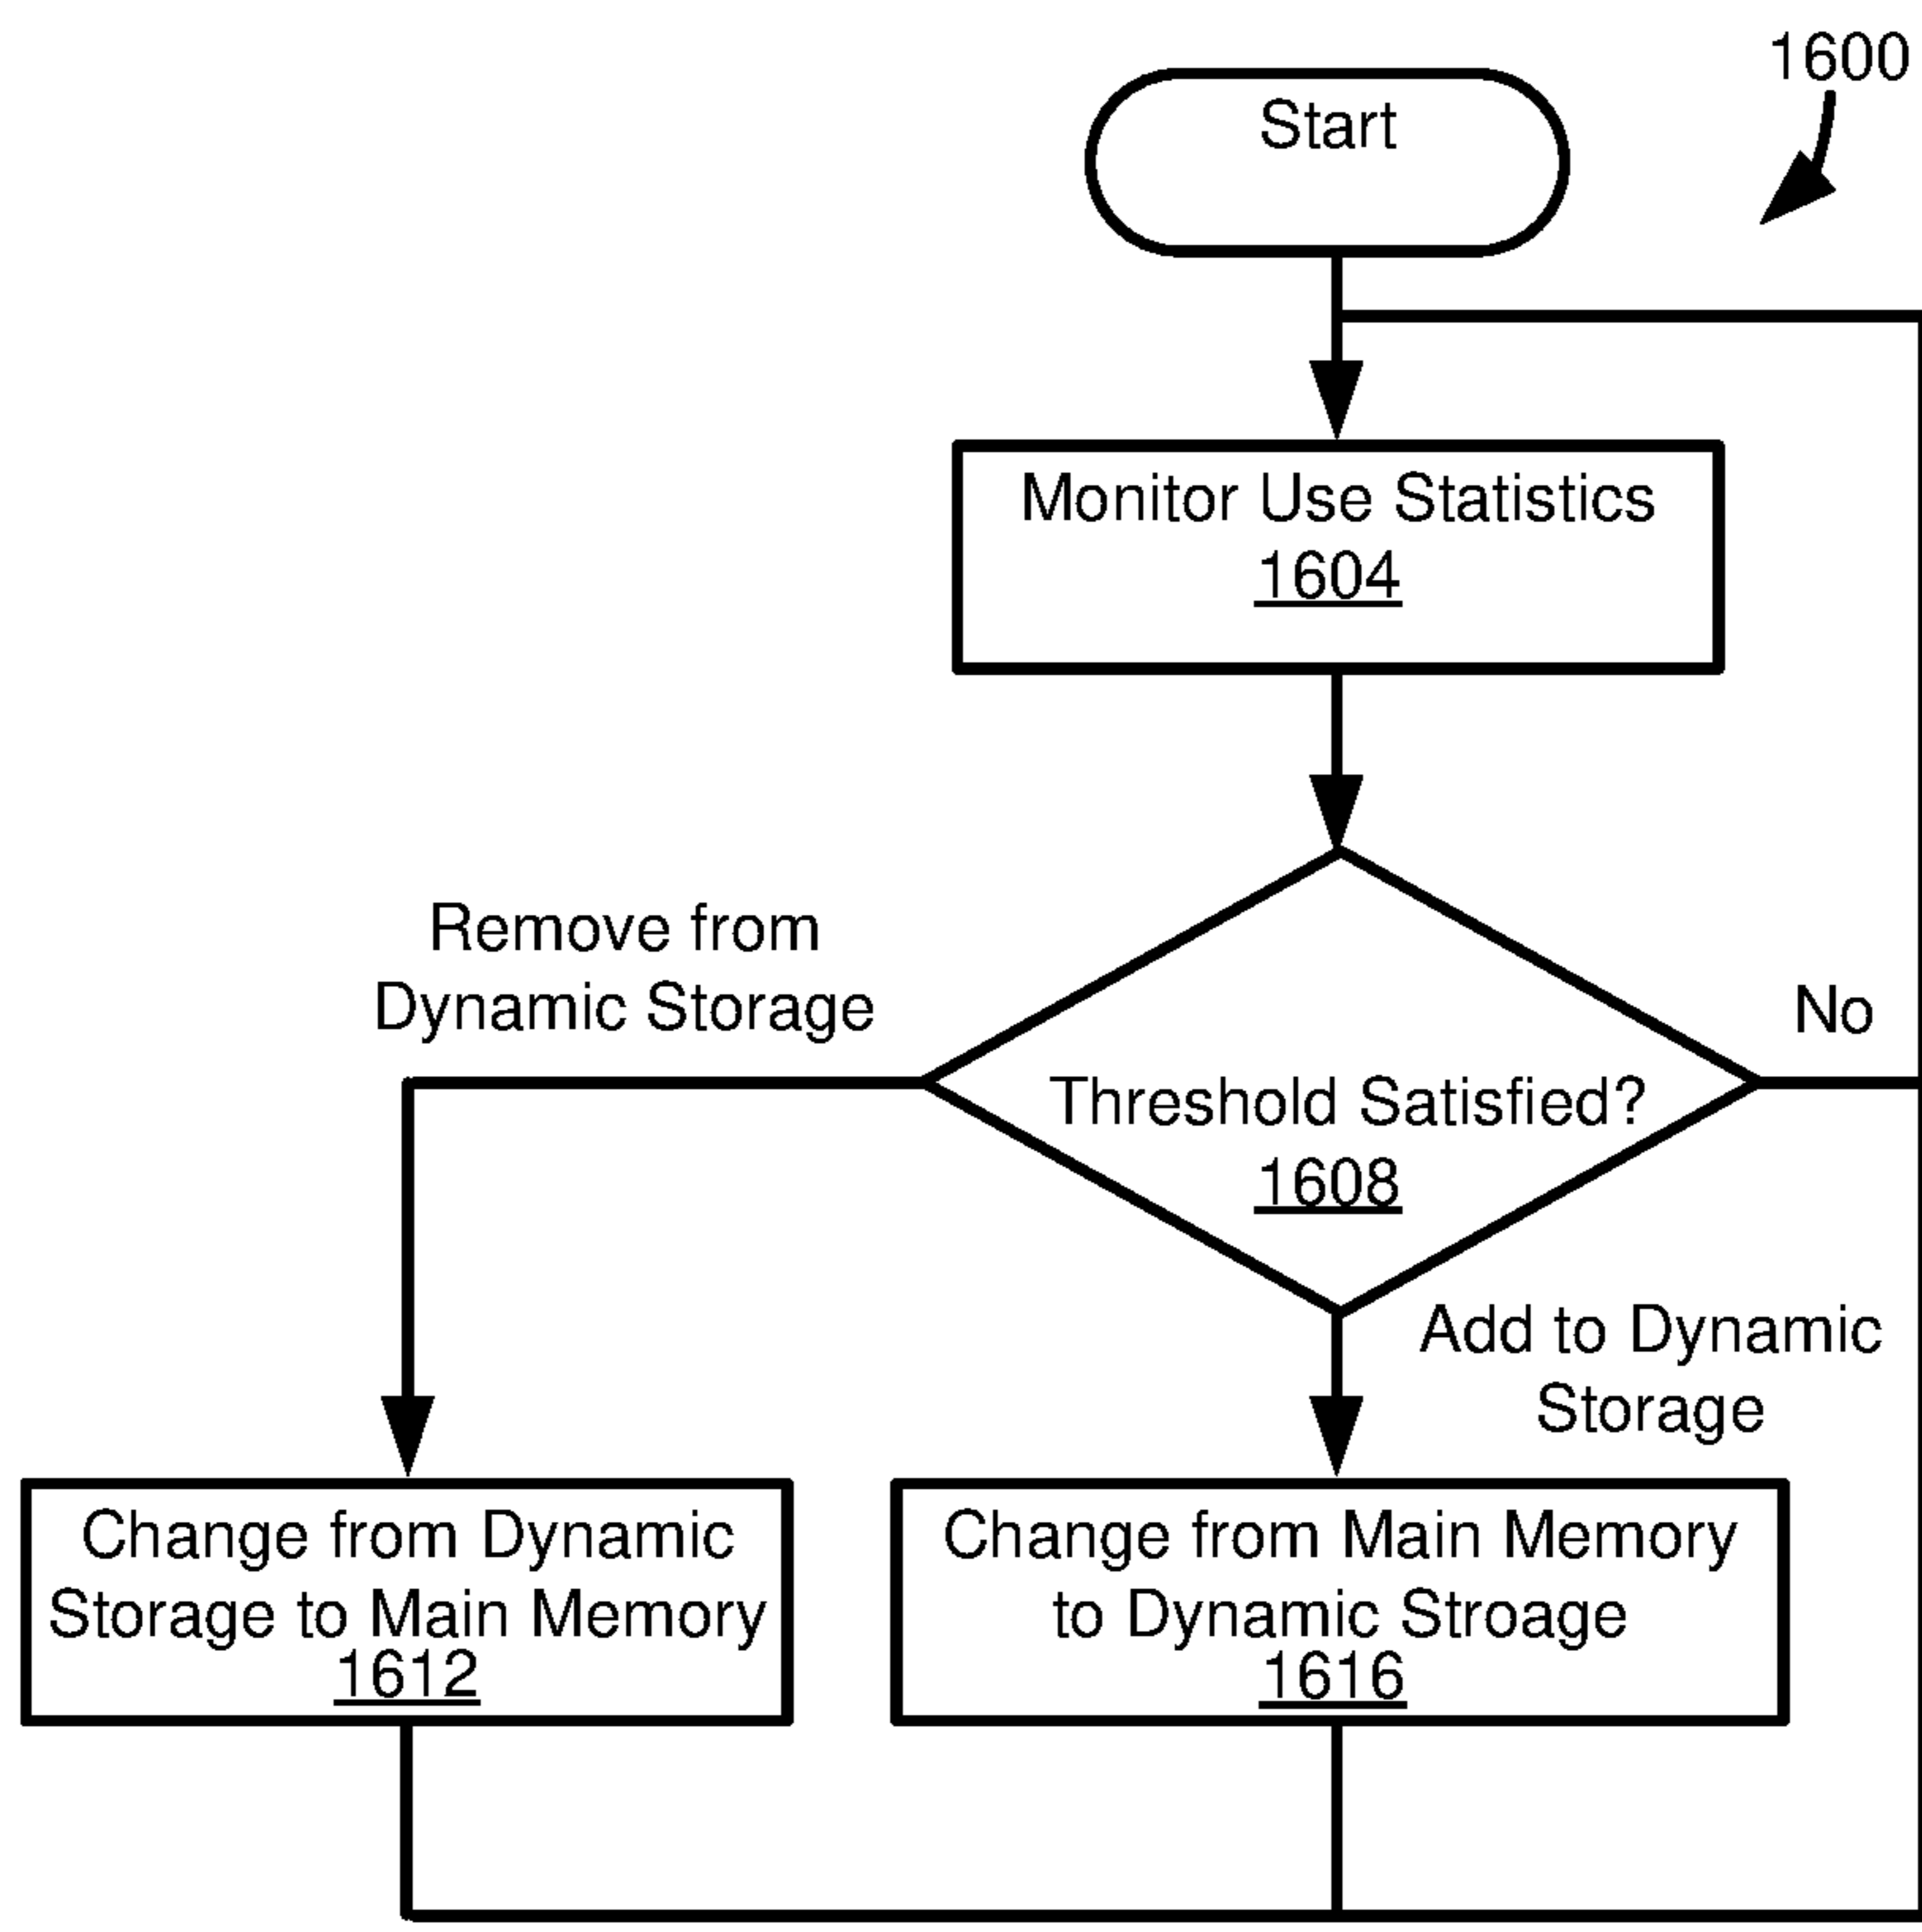 1600
Start
Monitor Use Statistics
1604
Remove from
Dynamic Storage
No
Threshold Satisfied?
1608
Add to Dynamic
Storage
Change from Dynamic
Storage to Main Memory
1612
Change from Main Memory
to Dynamic Stroage
1616